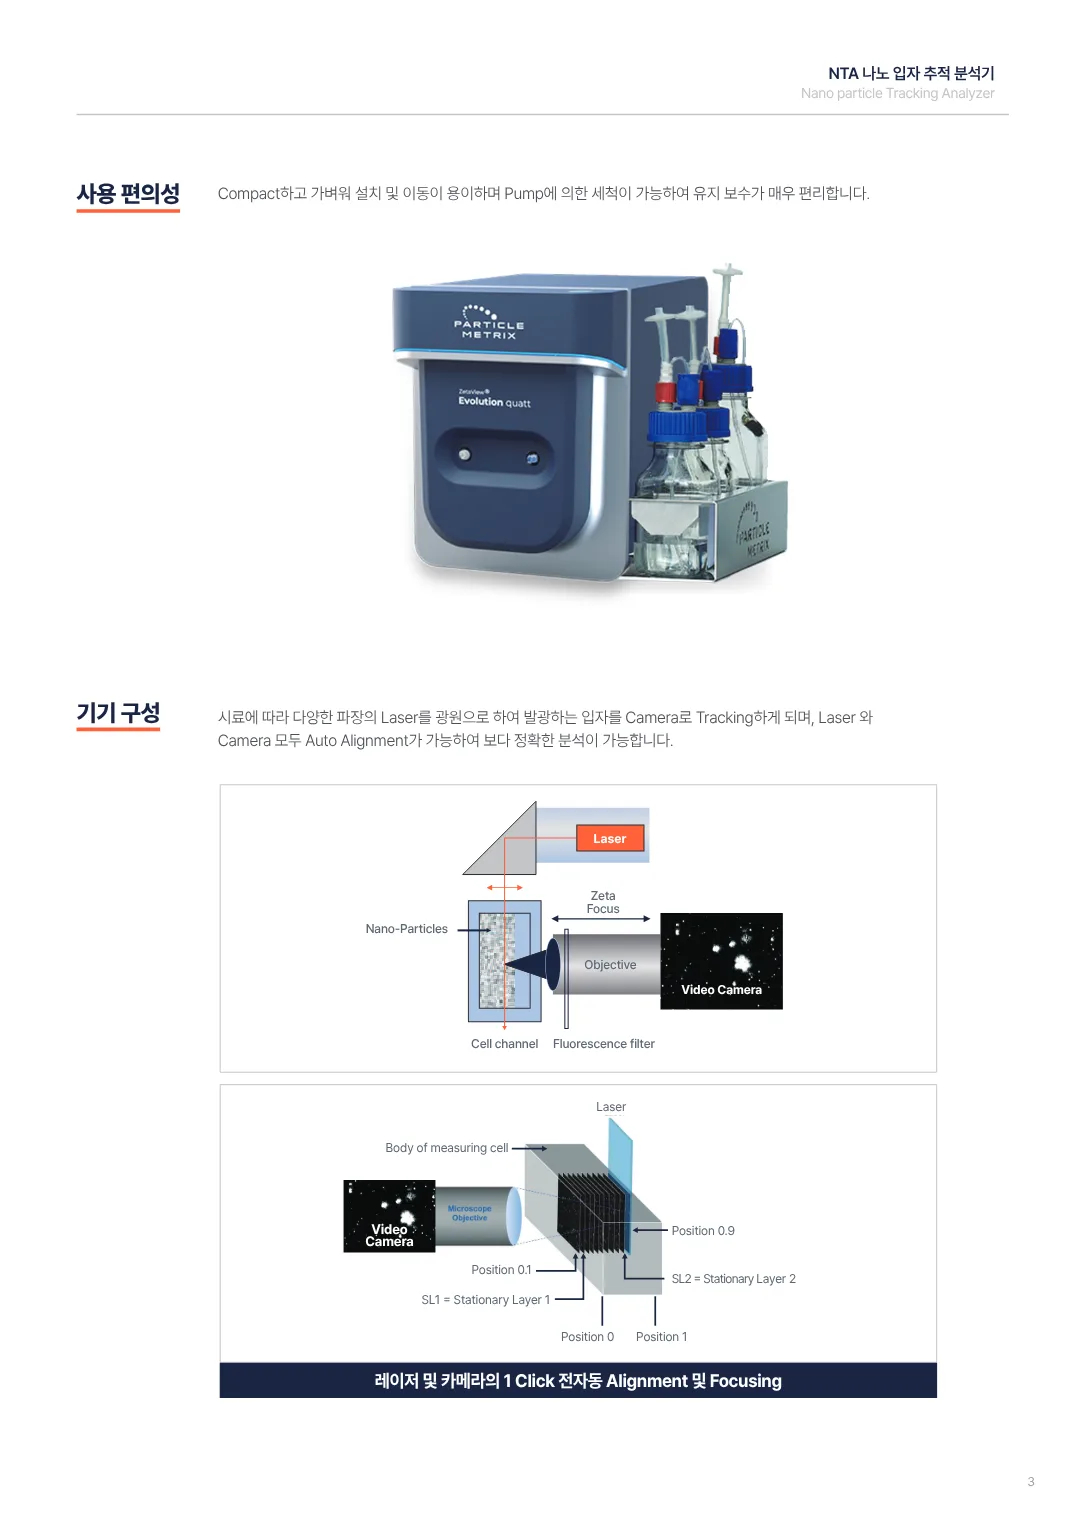 NTA 나노 입자 추적 분석기
Nano particle Tracking Analyzer
사용 편의성
Compact하고 가벼워 설치 및 이동이 용이하며 Pump에 의한 세척이 가능하여 유지 보수가 매우 편리합니다.
PARTICLE
METRIX
ZetaView®
Evolution quatt
PARTICLE
METRIX
기기 구성
시료에 따라 다양한 파장의 Laser를 광원으로 하여 발광하는 입자를 Camera로 Tracking하게 되며, Laser 와
Camera 모두 Auto Alignment가 가능하여 보다 정확한 분석이 가능합니다.
Laser
Zeta
Focus
Nano-Particles
Objective
Video Camera
Cell channel
Fluorescence filter
Laser
Body of measuring cell
Microscope
Objective
Video
Camera
Position 0.9
Position 0.1
SL2 = Stationary Layer 2
SL1 = Stationary Layer 1
Position 0
Position 1
레이저 및 카메라의 1 Click 전자동 Alignment 및 Focusing
3